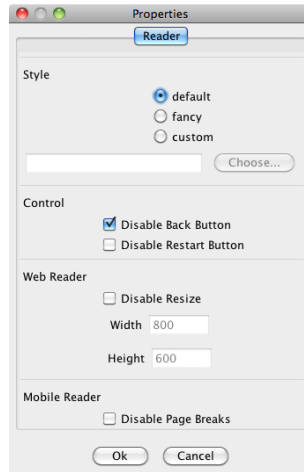 Properties
Reader
Style
default
fancy
custom
Choose...
Control
Disable Back Button
Disable Restart Button
Web Reader
Disable Resize
Width 800
Height 600
Mobile Reader
Disable Page Breaks
Ok Cancel